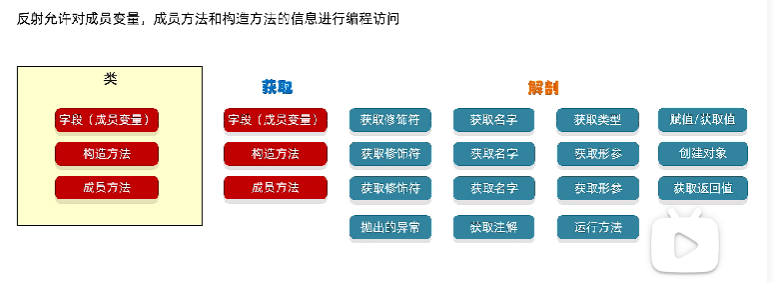 反射允许对成员变量，成员方法和构造方法的信息进行编程访问
类 获取 解剖
字段（成员变量） 字段（成员变量） 获取修饰符 获取名字 获取类型 赋值/获取值
构造方法 构造方法 获取修饰符 获取名字 获取形参 创建对象
成员方法 成员方法 获取修饰符 获取名字 获取形参 获取返回值
抛出的异常 获取注解 运行方法